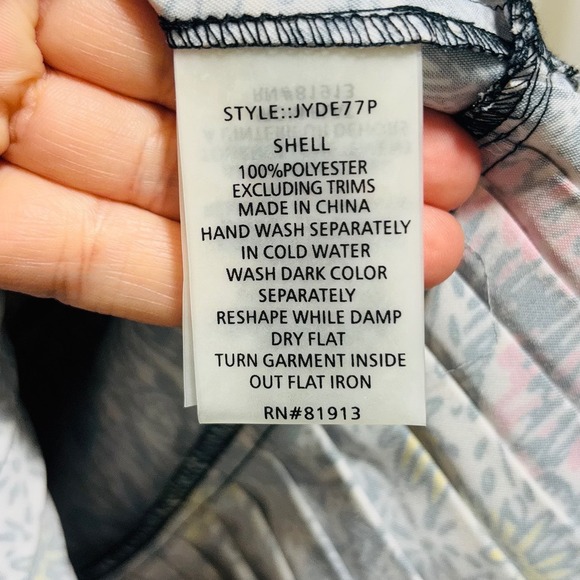 STYLE::JYDE77P
SHELL
100%POLYESTER
EXCLUDING TRIMS
MADE IN CHINA
HAND WASH SEPARATELY
IN COLD WATER
WASH DARK COLOR
SEPARATELY
RESHAPE WHILE DAMP
DRY FLAT
TURN GARMENT INSIDE
OUT FLAT IRON
RN#81913